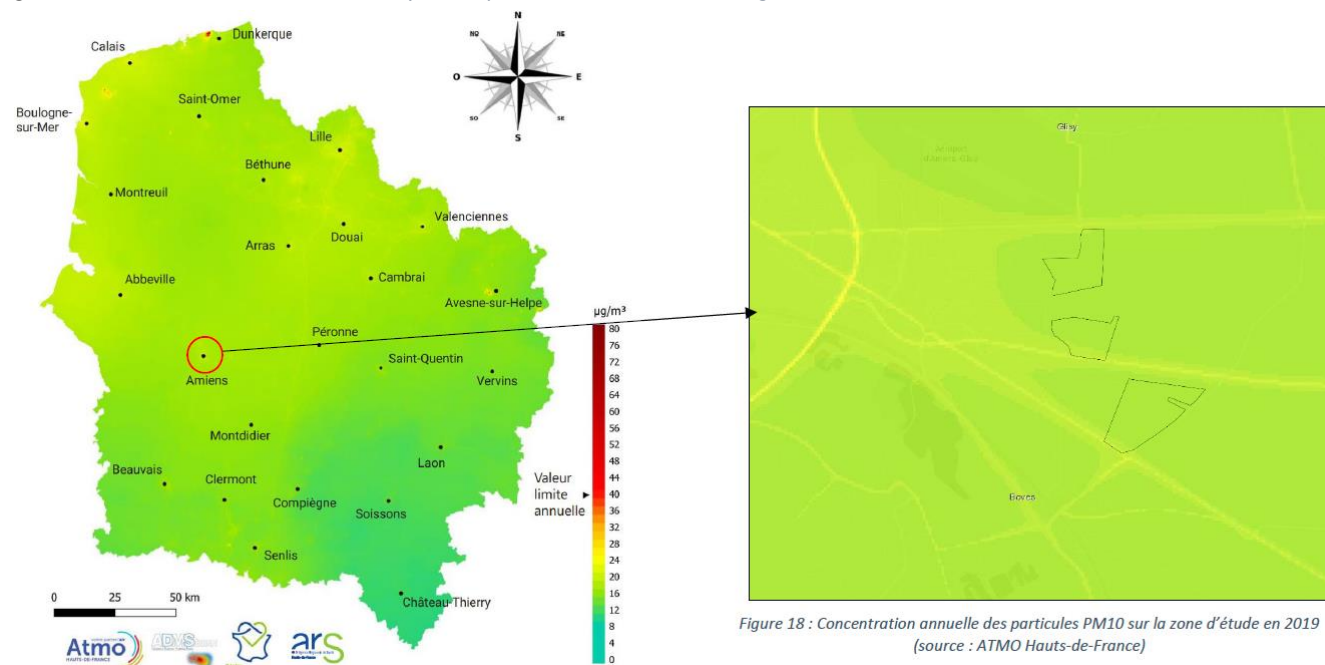 N
NO
NE
O
E
SO
SE
S
Calais
Dunkerque
Saint-Omer
Boulogne-
sur-Mer
Lille
Béthune
Montreuil
Valenciennes
Arras
Douai
Abbeville
Cambrai
Avesne-sur-Helpe
Péronne
Saint-Quentin
Amiens
Vervins
Montdidier
Laon
Beauvais
Clermont
Compiègne
Soissons
Senlis
Château-Thierry
µg/m³
80
76
72
68
64
60
56
52
48
44
40
36
32
28
24
20
16
12
8
4
0
Valeur
limite
annuelle
0 25 50 km
Atmo
HAUTS-DE-FRANCE
ars
Glisy
Boves
Figure 18 : Concentration annuelle des particules PM10 sur la zone d'étude en 2019
(source : ATMO Hauts-de-France)